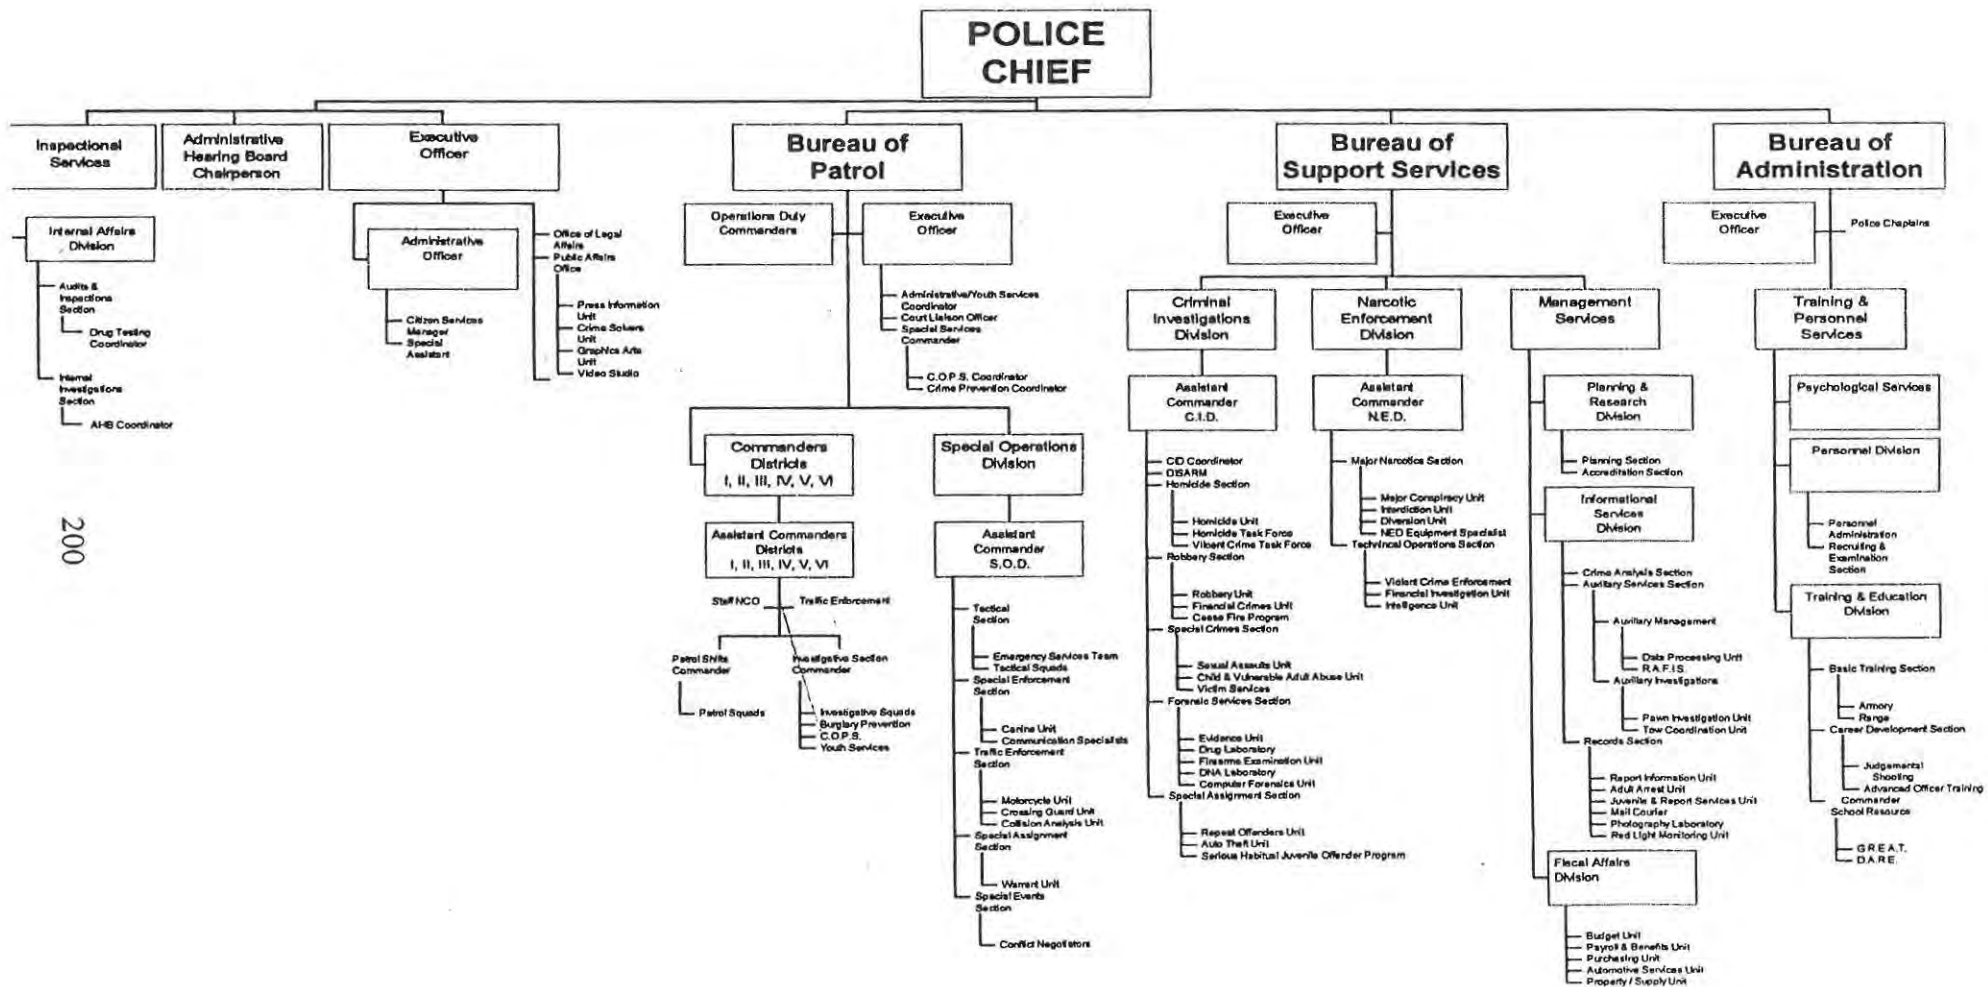 POLICE
CHIEF
Inspectional
Services
Administrative
Hearing Board
Chairperson
Executive
Officer
Bureau of
Patrol
Bureau of
Support Services
Bureau of
Administration
Internal Affairs
Division
Audits &
Inspections
Section
Drug Testing
Coordinator
Internal
Investigations
Section
AHB Coordinator
Administrative
Officer
Citizen Services
Manager
Special
Assistant
Office of Legal
Affairs
Public Affairs
Office
Press Information
Unit
Crime Solvers
Unit
Graphics Arts
Unit
Video Studio
Operations Duty
Commanders
Executive
Officer
Administrative/Youth Services
Coordinator
Court Liaison Officer
Special Services
Commander
C.O.P.S. Coordinator
Crime Prevention Coordinator
Commanders
Districts
I, II, III, IV, V, VI
Assistant Commanders
Districts
I, II, III, IV, V, VI
Staff NCO
Traffic Enforcement
Patrol Shifts
Commander
Patrol Squads
Investigative Section
Commander
Investigative Squads
Burglary Prevention
C.O.P.S.
Youth Services
Special Operations
Division
Assistant
Commander
S.O.D.
Tactical
Section
Emergency Services Team
Tactical Squads
Special Enforcement
Section
Canine Unit
Communication Specialists
Traffic Enforcement
Section
Motorcycle Unit
Crossing Guard Unit
Collision Analysis Unit
Special Assignment
Section
Warrant Unit
Special Events
Section
Conflict Negotiators
Executive
Officer
Criminal
Investigations
Division
Assistant
Commander
C.I.D.
CID Coordinator
DISARM
Homicide Section
Homicide Unit
Homicide Task Force
Violent Crime Task Force
Robbery Section
Robbery Unit
Financial Crimes Unit
Cease Fire Program
Special Crimes Section
Sexual Assaults Unit
Child & Vulnerable Adult Abuse Unit
Victim Services
Forensic Services Section
Evidence Unit
Drug Laboratory
Firearms Examination Unit
DNA Laboratory
Computer Forensics Unit
Special Assignment Section
Repeat Offenders Unit
Auto Theft Unit
Serious Habitual Juvenile Offender Program
Narcotic
Enforcement
Division
Assistant
Commander
N.E.D.
Major Narcotics Section
Major Conspiracy Unit
Interdiction Unit
Diversion Unit
NED Equipment Specialist
Technincal Operations Section
Violent Crime Enforcement
Financial Investigation Unit
Intelligence Unit
Management
Services
Planning &
Research
Division
Planning Section
Accreditation Section
Informational
Services
Division
Crime Analysis Section
Auxiliary Services Section
Auxiliary Management
Data Processing Unit
R.A.F.I.S.
Auxiliary Investigations
Pawn Investigation Unit
Tow Coordination Unit
Records Section
Report Information Unit
Adult Arrest Unit
Juvenile & Report Services Unit
Mail Courier
Photography Laboratory
Red Light Monitoring Unit
Fiscal Affairs
Division
Budget Unit
Payroll & Benefits Unit
Purchasing Unit
Automotive Services Unit
Property / Supply Unit
Executive
Officer
Police Chaplains
Training &
Personnel
Services
Psychological Services
Personnel Division
Personnel
Administration
Recruiting &
Examination
Section
Training & Education
Division
Basic Training Section
Armory
Range
Career Development Section
Judgemental
Shooting
Advanced Officer Training
Commander
School Resource
G.R.E.A.T.
D.A.R.E.
200